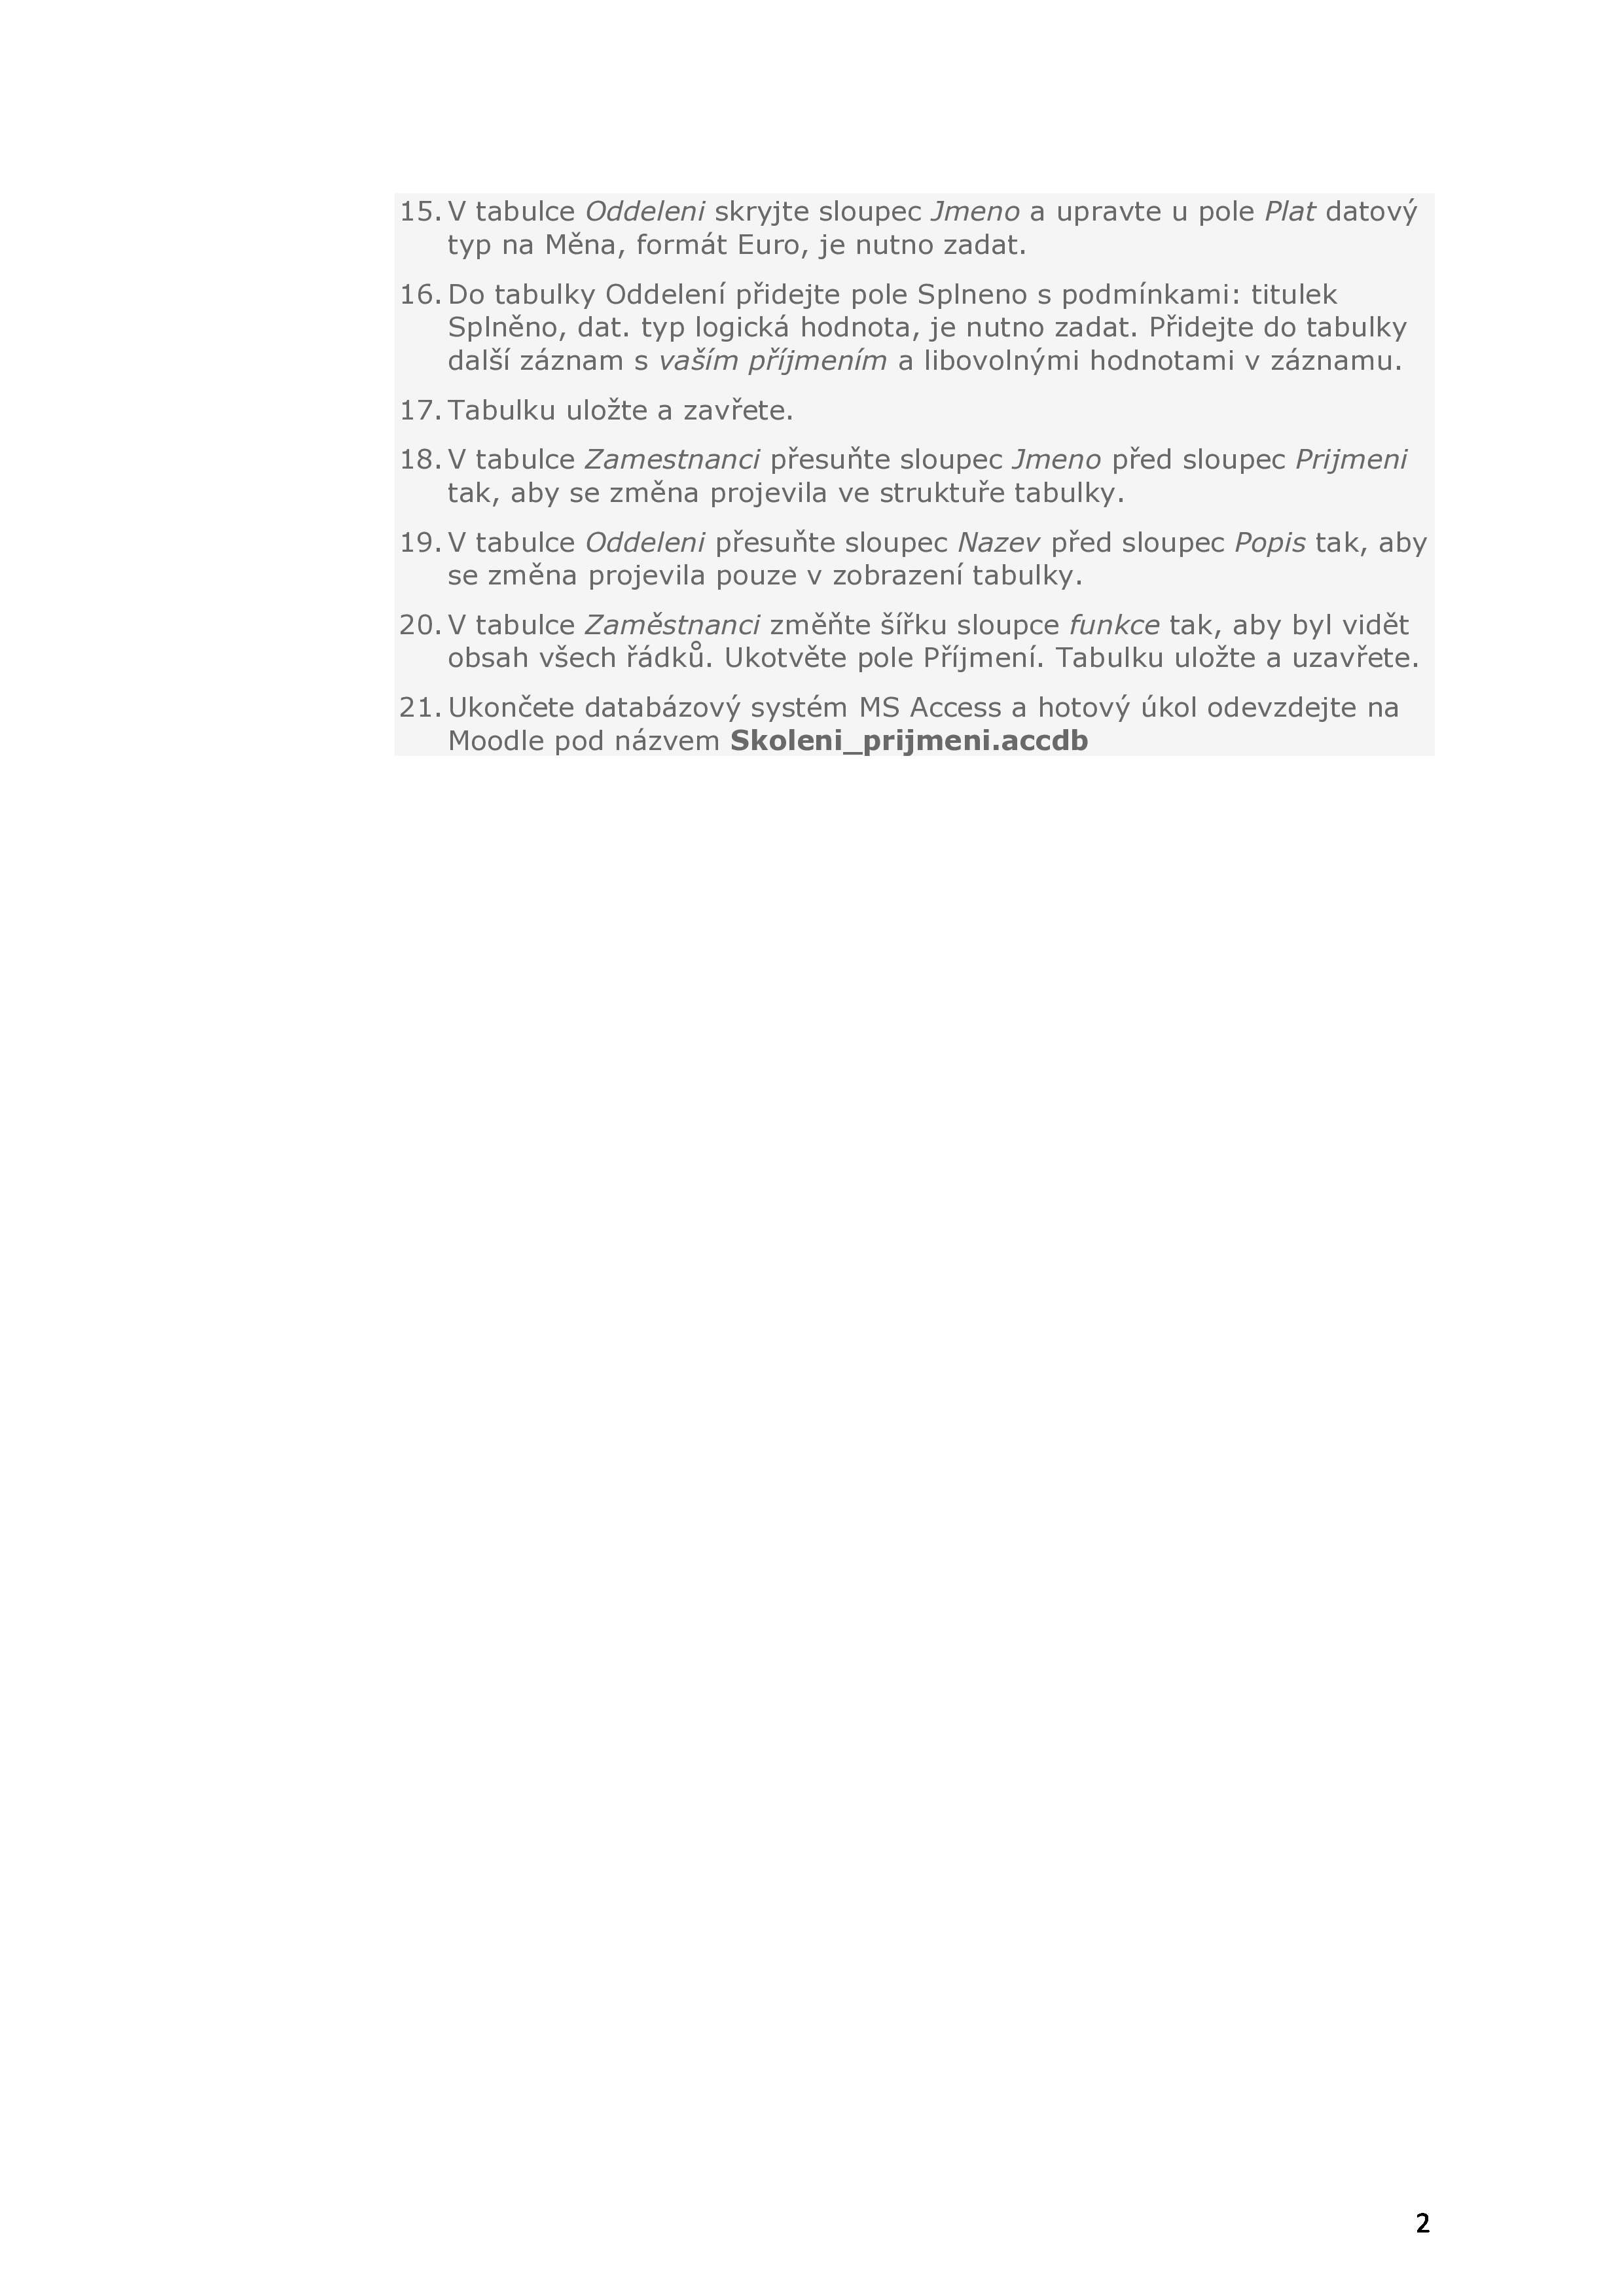 15. V tabulce Oddeleni skryjte sloupec Jmeno a upravte u pole Plat datový
typ na Měna, formát Euro, je nutno zadat.
16. Do tabulky Oddelení přidejte pole Splneno s podmínkami: titulek
Splněno, dat. typ logická hodnota, je nutno zadat. Přidejte do tabulky
další záznam s vaším příjmením a libovolnými hodnotami v záznamu.
17. Tabulku uložte a zavřete.
18. V tabulce Zamestnanci přesuňte sloupec Jmeno před sloupec Prijmeni
tak, aby se změna projevila ve struktuře tabulky.
19. V tabulce Oddeleni přesuňte sloupec Nazev před sloupec Popis tak, aby
se změna projevila pouze v zobrazení tabulky.
20. V tabulce Zaměstnanci změňte šířku sloupce funkce tak, aby byl vidět
obsah všech řádků. Ukotvěte pole Příjmení. Tabulku uložte a uzavřete.
21. Ukončete databázový systém MS Access a hotový úkol odevzdejte na
Moodle pod názvem Skoleni_prijmeni.accdb
2